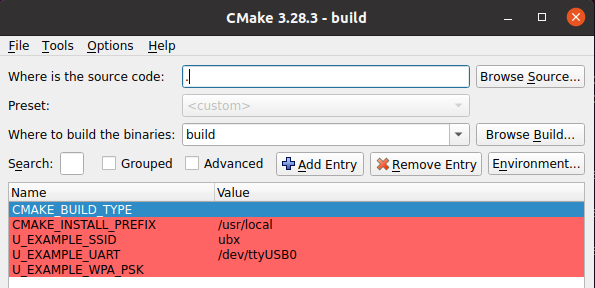 CMake 3.28.3 - build
File Tools Options Help
Where is the source code: . Browse Source...
Preset: <custom>
Where to build the binaries: build Browse Build...
Search: Grouped Advanced Add Entry Remove Entry Environment...
Name Value
CMAKE_BUILD_TYPE
CMAKE_INSTALL_PREFIX /usr/local
U_EXAMPLE_SSID ubx
U_EXAMPLE_UART /dev/ttyUSB0
U_EXAMPLE_WPA_PSK